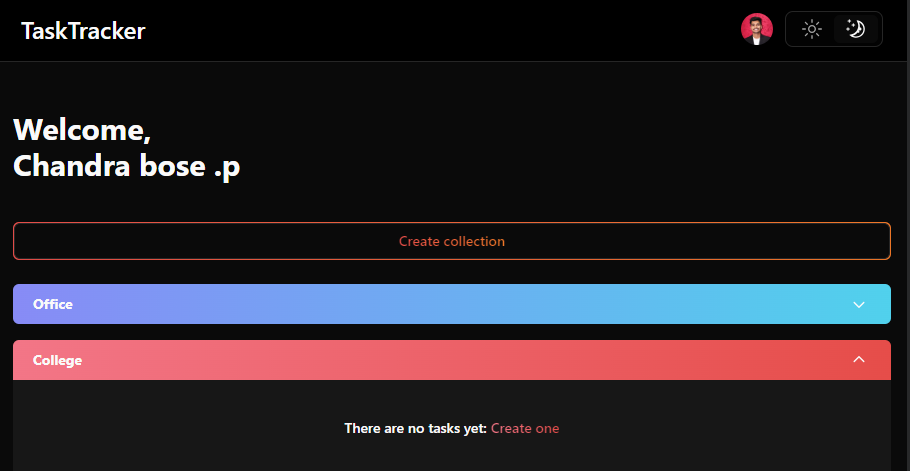 TaskTracker
Welcome,
Chandra bose .p
Create collection
Office
College
There are no tasks yet: Create one